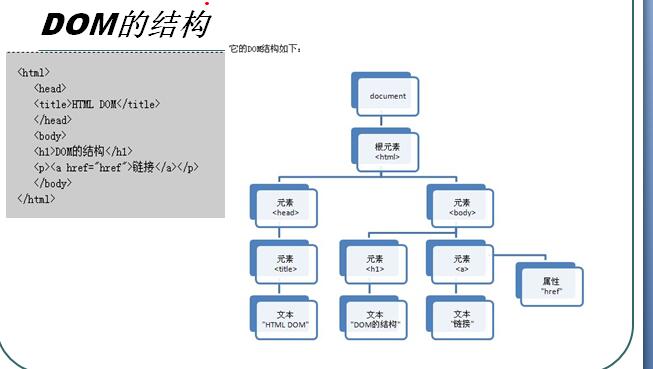 DOM的结构
它的DOM结构如下：
<html>
<head>
<title>HTML DOM</title>
</head>
<body>
<h1>DOM的结构</h1>
<p><a href="href">链接</a></p>
</body>
</html>
document
根元素
<html>
元素
<head>
元素
<body>
元素
<title>
元素
<h1>
元素
<a>
属性
"href"
文本
"HTML DOM"
文本
"DOM的结构"
文本
"链接"